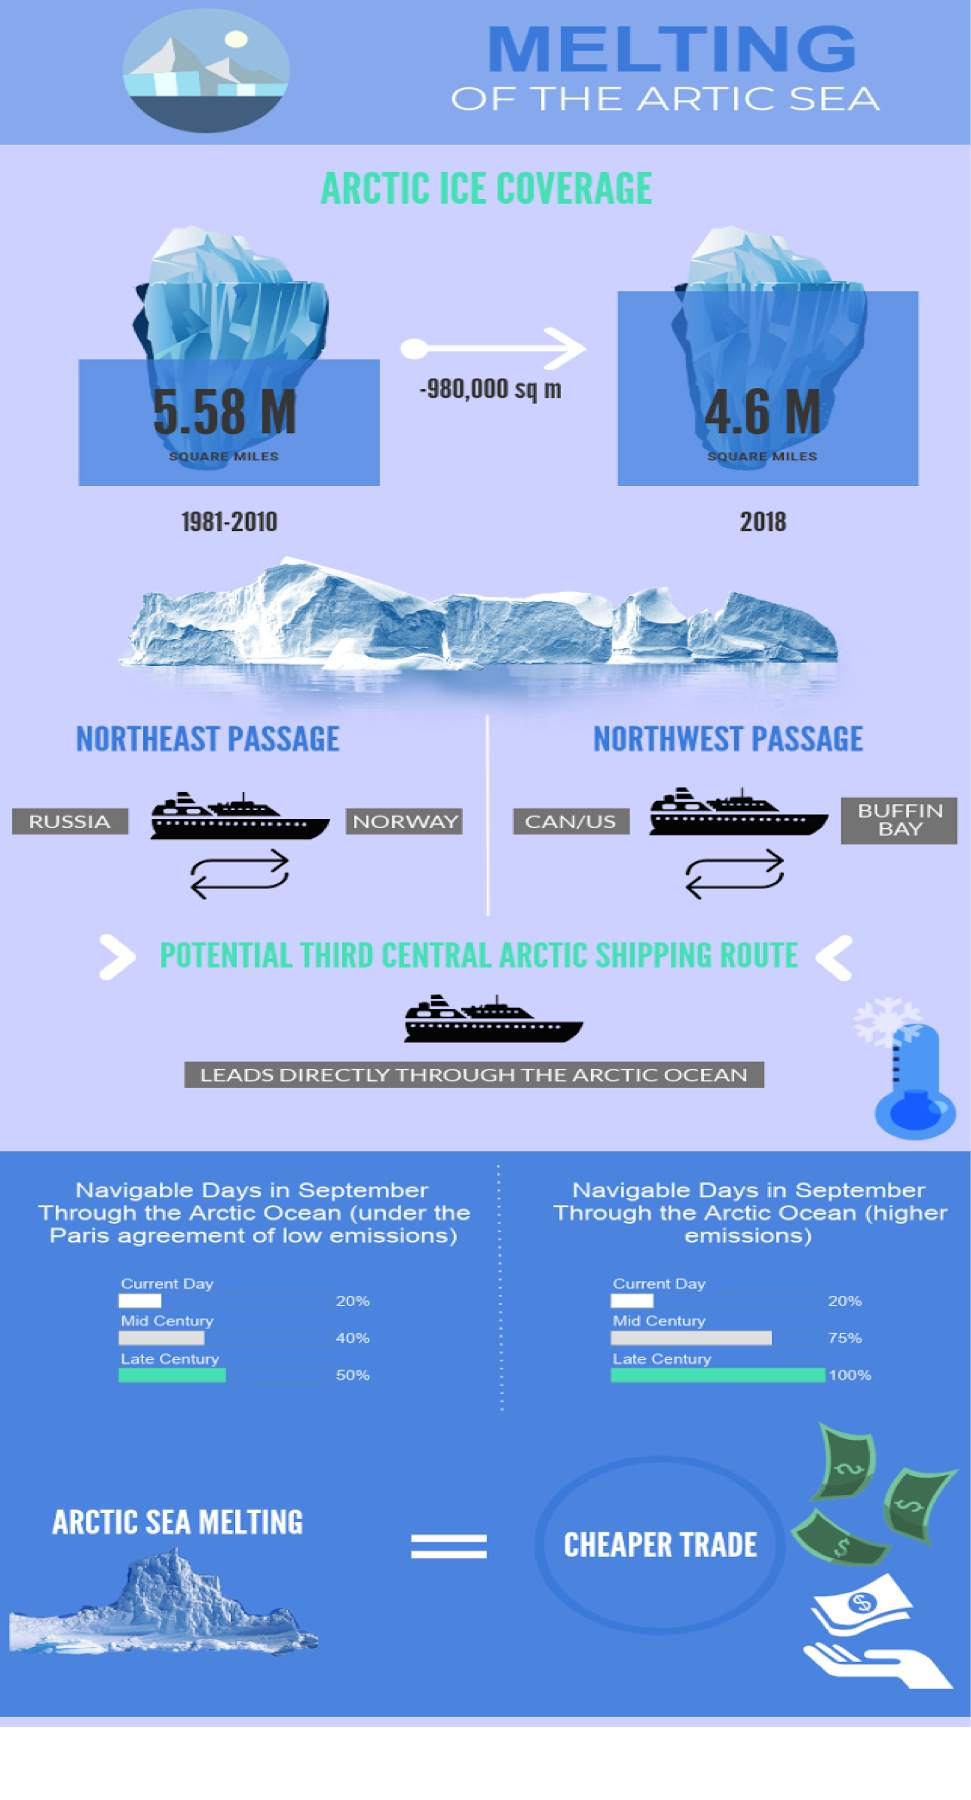 MELTING
OF THE ARTIC SEA
ARCTIC ICE COVERAGE
5.58 M
SQUARE MILES
1981-2010
-980,000 sq m
4.6 M
SQUARE MILES
2018
NORTHEAST PASSAGE
RUSSIA
NORWAY
NORTHWEST PASSAGE
CAN/US
BUFFIN
BAY
POTENTIAL THIRD CENTRAL ARCTIC SHIPPING ROUTE
LEADS DIRECTLY THROUGH THE ARCTIC OCEAN
Navigable Days in September
Through the Arctic Ocean (under the
Paris agreement of low emissions)
Current Day
20%
Mid Century
40%
Late Century
50%
Navigable Days in September
Through the Arctic Ocean (higher
emissions)
Current Day
20%
Mid Century
75%
Late Century
100%
ARCTIC SEA MELTING
=
CHEAPER TRADE
$
$
$
$